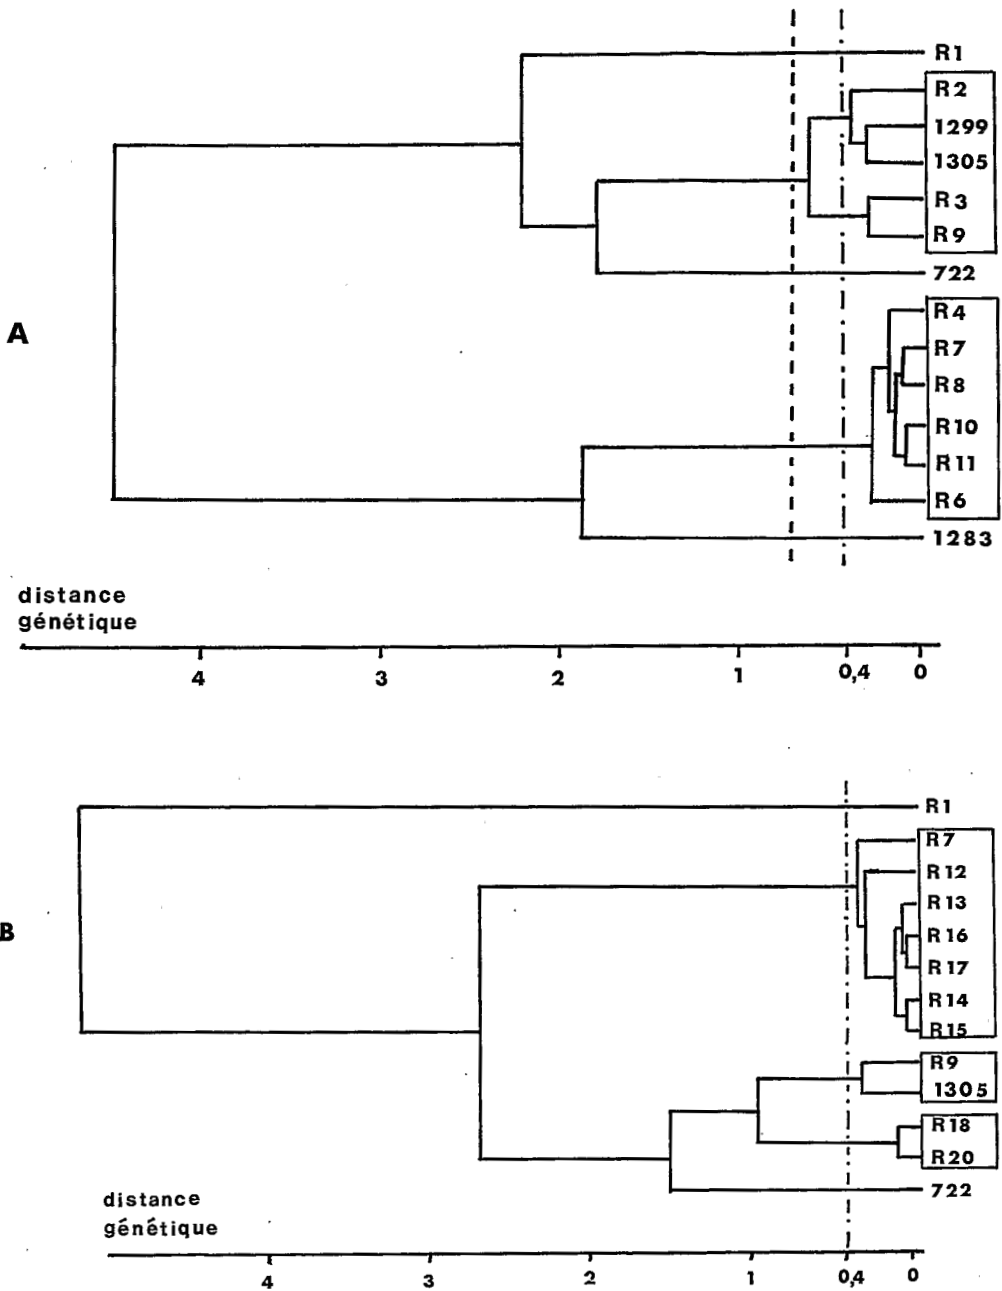 R1
R2
1299
1305
R3
R9
722
A
R4
R7
R8
R10
R11
R6
1283
distance
génétique
4 3 2 1 0,4 0
R1
R7
R12
R13
B
R16
R17
R14
R15
R9
1305
R18
R20
722
distance
génétique
4 3 2 1 0,4 0